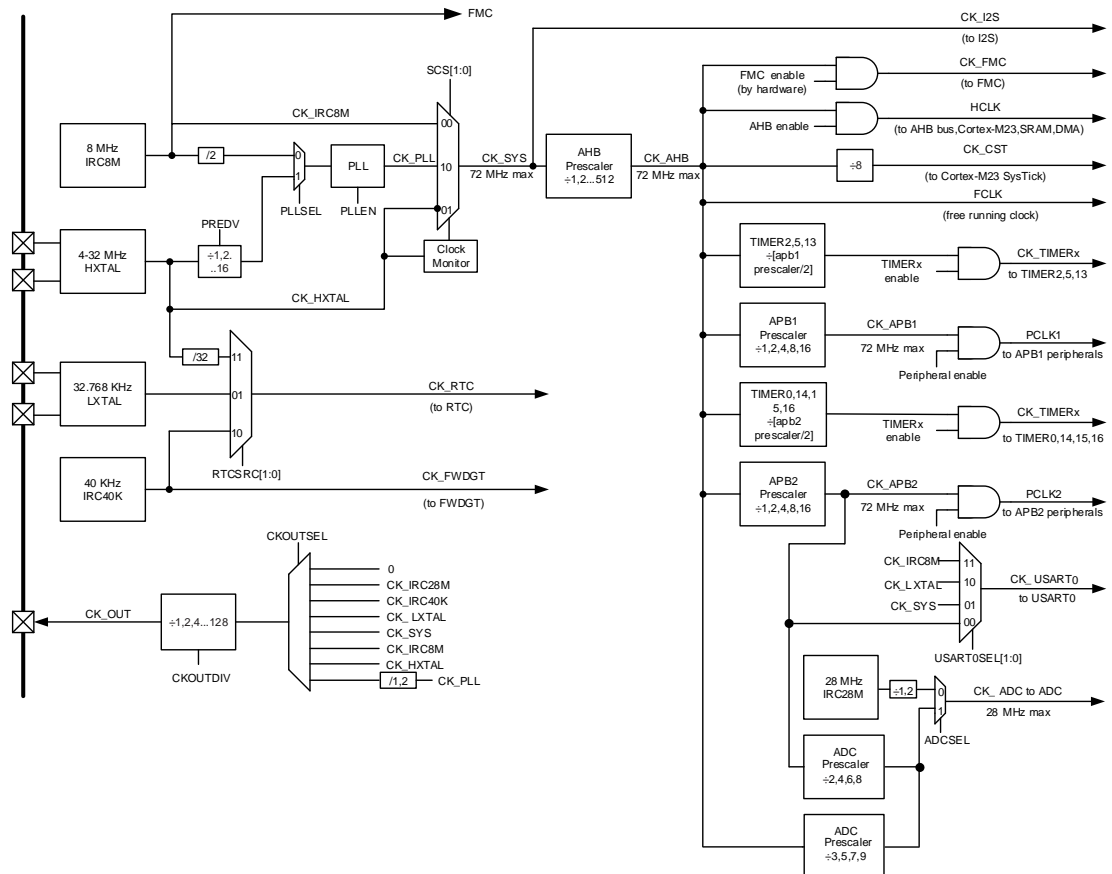 FMC
CK_I2S
(to I2S)
SCS[1:0]
CK_FMC
FMC enable
(by hardware)
(to FMC)
CK_IRC8M
00
HCLK
AHB enable
(to AHB bus,Cortex-M23,SRAM,DMA)
8 MHz
IRC8M
/2
0
1
PLL
CK_PLL
10
CK_SYS
72 MHz max
AHB
Prescaler
÷1,2...512
CK_AHB
72 MHz max
÷8
CK_CST
(to Cortex-M23 SysTick)
PLLSEL
PLLEN
01
FCLK
(free running clock)
PREDV
4-32 MHz
HXTAL
÷1,2.
..16
Clock
Monitor
TIMER2,5,13
÷[apb1
prescaler/2]
TIMERx
enable
CK_TIMERx
to TIMER2,5,13
CK_HXTAL
/32
11
APB1
Prescaler
÷1,2,4,8,16
CK_APB1
72 MHz max
PCLK1
to APB1 peripherals
Peripheral enable
32.768 KHz
LXTAL
01
CK_RTC
(to RTC)
TIMER0,14,1
5,16
÷[apb2
prescaler/2]
TIMERx
enable
CK_TIMERx
to TIMER0,14,15,16
10
RTCSRC[1:0]
40 KHz
IRC40K
CK_FWDGT
(to FWDGT)
APB2
Prescaler
÷1,2,4,8,16
CK_APB2
72 MHz max
PCLK2
to APB2 peripherals
Peripheral enable
CKOUTSEL
0
CK_IRC28M
CK_IRC40K
CK_ LXTAL
CK_SYS
CK_IRC8M
CK_HXTAL
/1,2
CK_PLL
CK_OUT
÷1,2,4...128
CKOUTDIV
CK_IRC8M
11
CK_LXTAL
10
CK_SYS
01
00
CK_USART0
to USART0
USART0SEL[1:0]
28 MHz
IRC28M
÷1,2
0
1
CK_ ADC to ADC
28 MHz max
ADCSEL
ADC
Prescaler
÷2,4,6,8
ADC
Prescaler
÷3,5,7,9